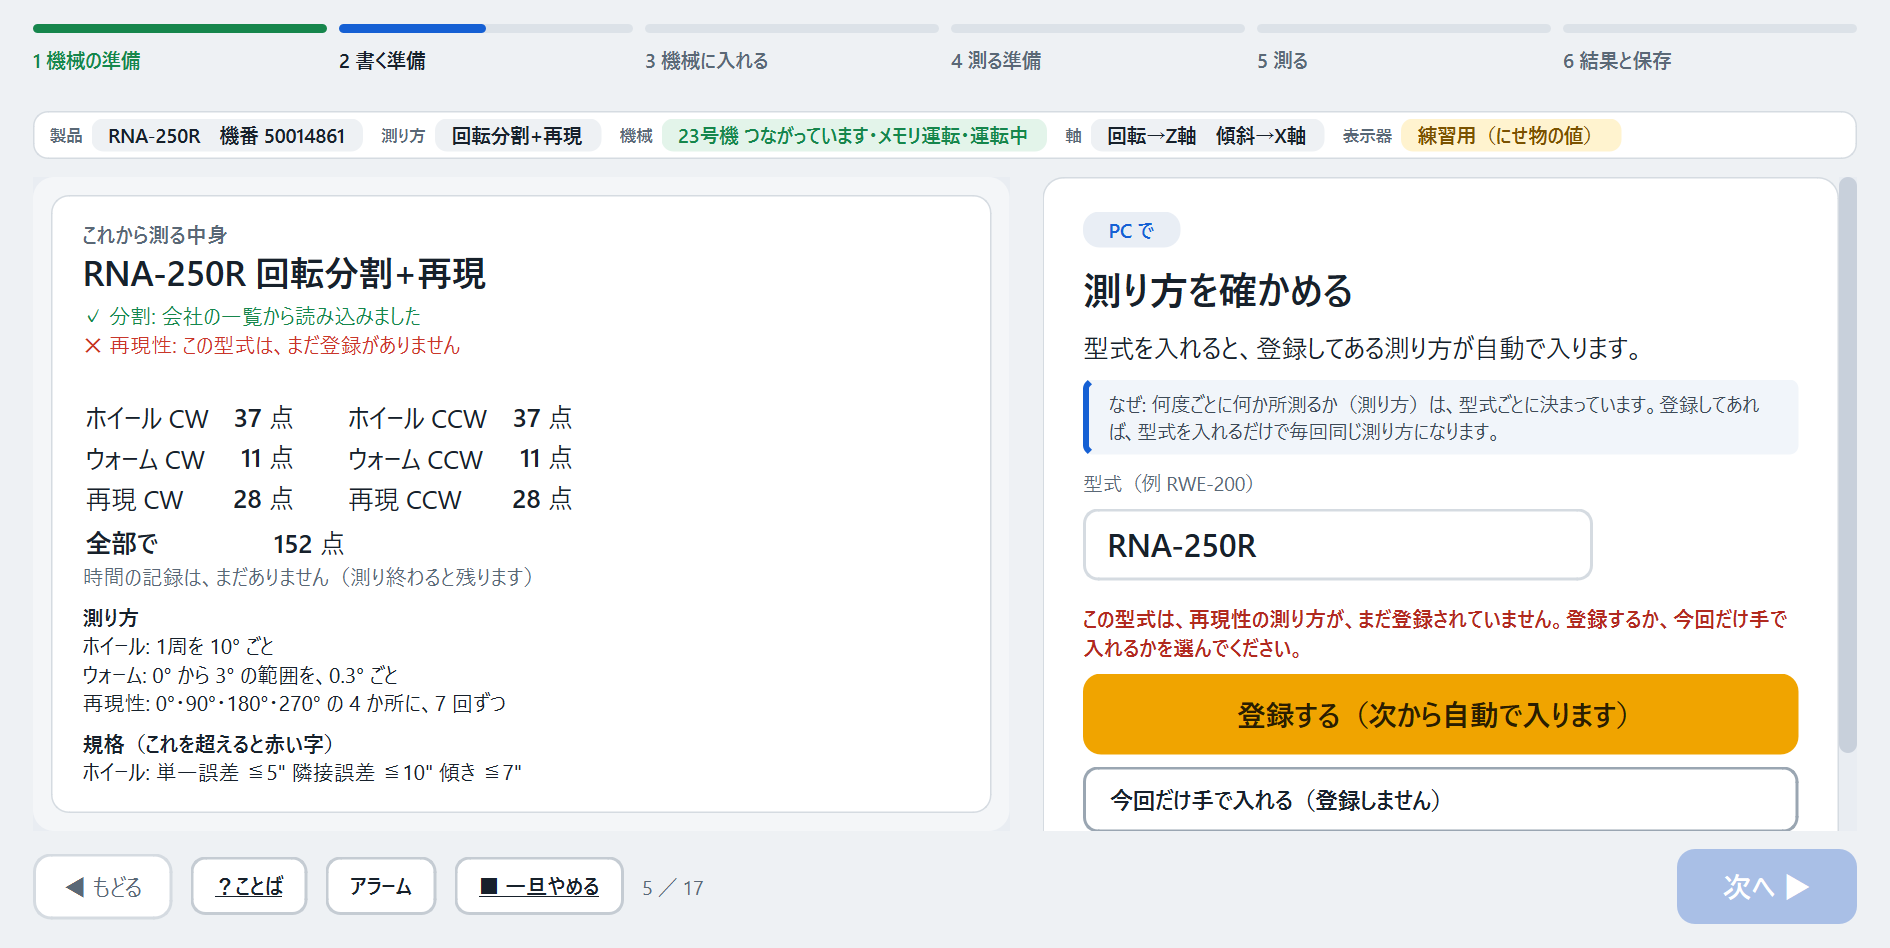 1 機械の準備
2 書く準備
3 機械に入れる
4 測る準備
5 測る
6 結果と保存
製品 RNA-250R 機番 50014861 測り方 回転分割+再現 機械 23号機 つながっています・メモリ運転・運転中 軸 回転→Z軸 傾斜→X軸 表示器 練習用（にせ物の値）
これから測る中身
RNA-250R 回転分割+再現
✓ 分割: 会社の一覧から読み込みました
✕ 再現性: この型式は、まだ登録がありません
ホイール CW 37 点 ホイール CCW 37 点
ウォーム CW 11 点 ウォーム CCW 11 点
再現 CW 28 点 再現 CCW 28 点
全部で 152 点
時間の記録は、まだありません（測り終わると残ります）
測り方
ホイール: 1周を 10° ごと
ウォーム: 0° から 3° の範囲を、0.3° ごと
再現性: 0°・90°・180°・270° の 4 か所に、7 回ずつ
規格（これを超えると赤い字）
ホイール: 単一誤差 ≦5" 隣接誤差 ≦10" 傾き ≦7"
PC で
測り方を確かめる
型式を入れると、登録してある測り方が自動で入ります。
なぜ: 何度ごとに何か所測るか（測り方）は、型式ごとに決まっています。登録してあれ
ば、型式を入れるだけで毎回同じ測り方になります。
型式（例 RWE-200）
RNA-250R
この型式は、再現性の測り方が、まだ登録されていません。登録するか、今回だけ手で
入れるかを選んでください。
登録する（次から自動で入ります）
今回だけ手で入れる（登録しません）
◀ もどる
？ことば
アラーム
■ 一旦やめる
5 ／ 17
次へ ▶